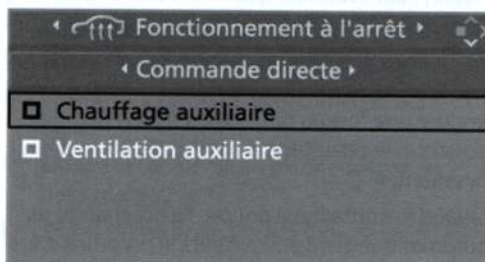 Fonctionnement à l'arrêt
Commande directe
Chauffage auxiliaire
Ventilation auxiliaire